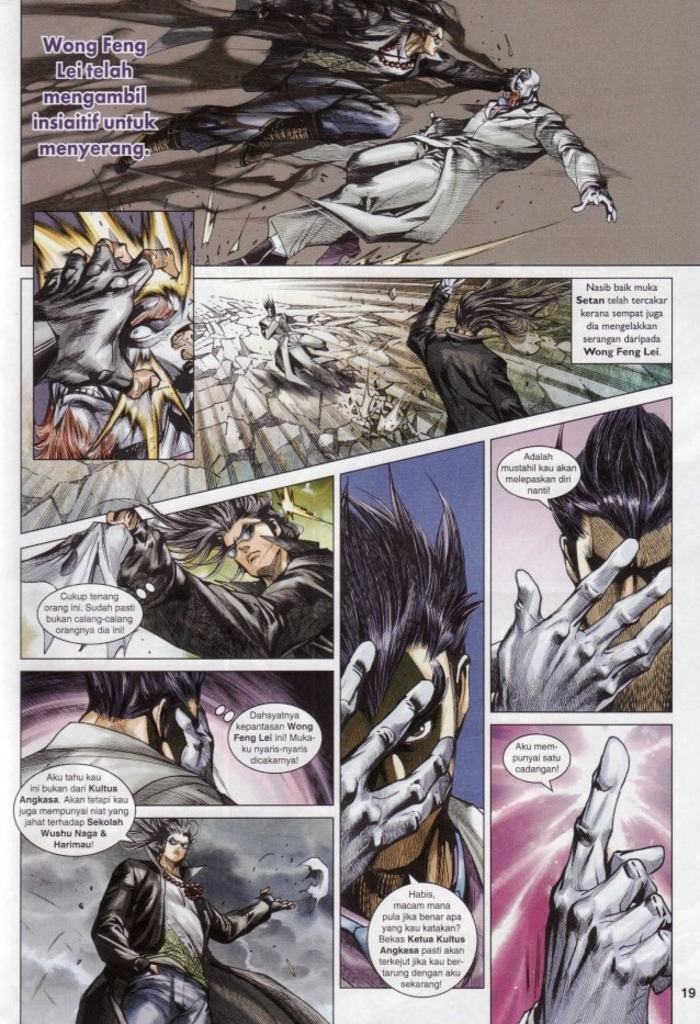 Wong Feng
Lei telah
mengambil
insiaitif untuk
menyerang.
Nasib baik muka
Setan telah tercakar
kerana sempat juga
dia mengelakkan
serangan daripada
Wong Feng Lei.
Cukup tenang
orang ini. Sudah pasti
bukan calang-calang
orangnya dia ini!
Dahsyatnya
kepantasan Wong
Feng Lei ini! Muka-
ku nyaris-nyaris
dicakarnya!
Aku tahu kau
ini bukan dari Kultus
Angkasa. Akan tetapi kau
juga mempunyai niat yang
jahat terhadap Sekolah
Wushu Naga &
Harimau!
Habis,
macam mana
pula jika benar apa
yang kau katakan?
Bekas Ketua Kultus
Angkasa pasti akan
terkejut jika kau ber-
tarung dengan aku
sekarang!
Adalah
mustahil kau akan
melepaskan diri
nanti!
Aku mem-
punyai satu
cadangan!
19